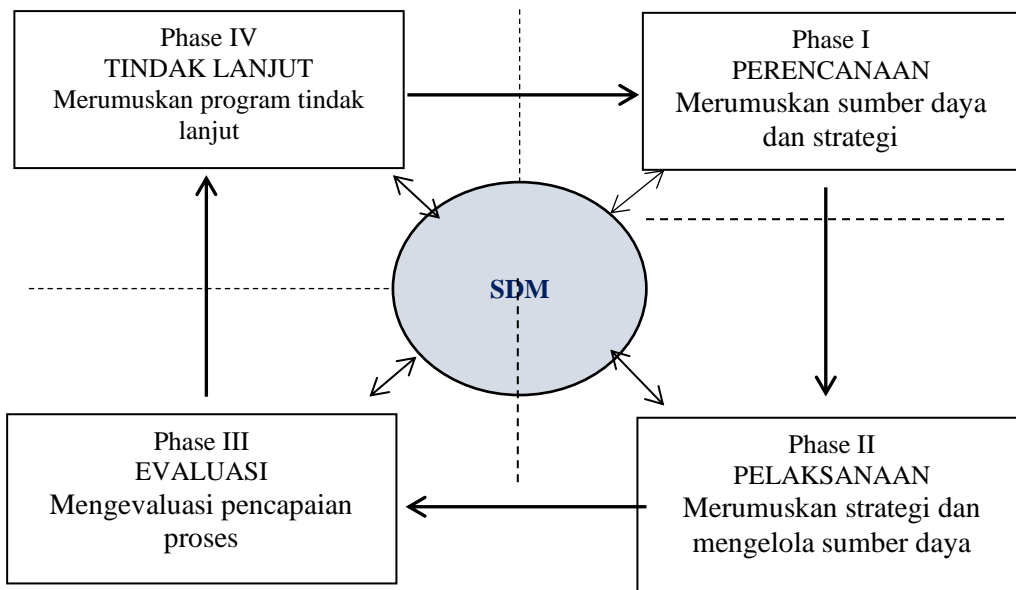 Phase IV
TINDAK LANJUT
Merumuskan program tindak
lanjut
Phase I
PERENCANAAN
Merumuskan sumber daya
dan strategi
SDM
Phase III
EVALUASI
Mengevaluasi pencapaian
proses
Phase II
PELAKSANAAN
Merumuskan strategi dan
mengelola sumber daya